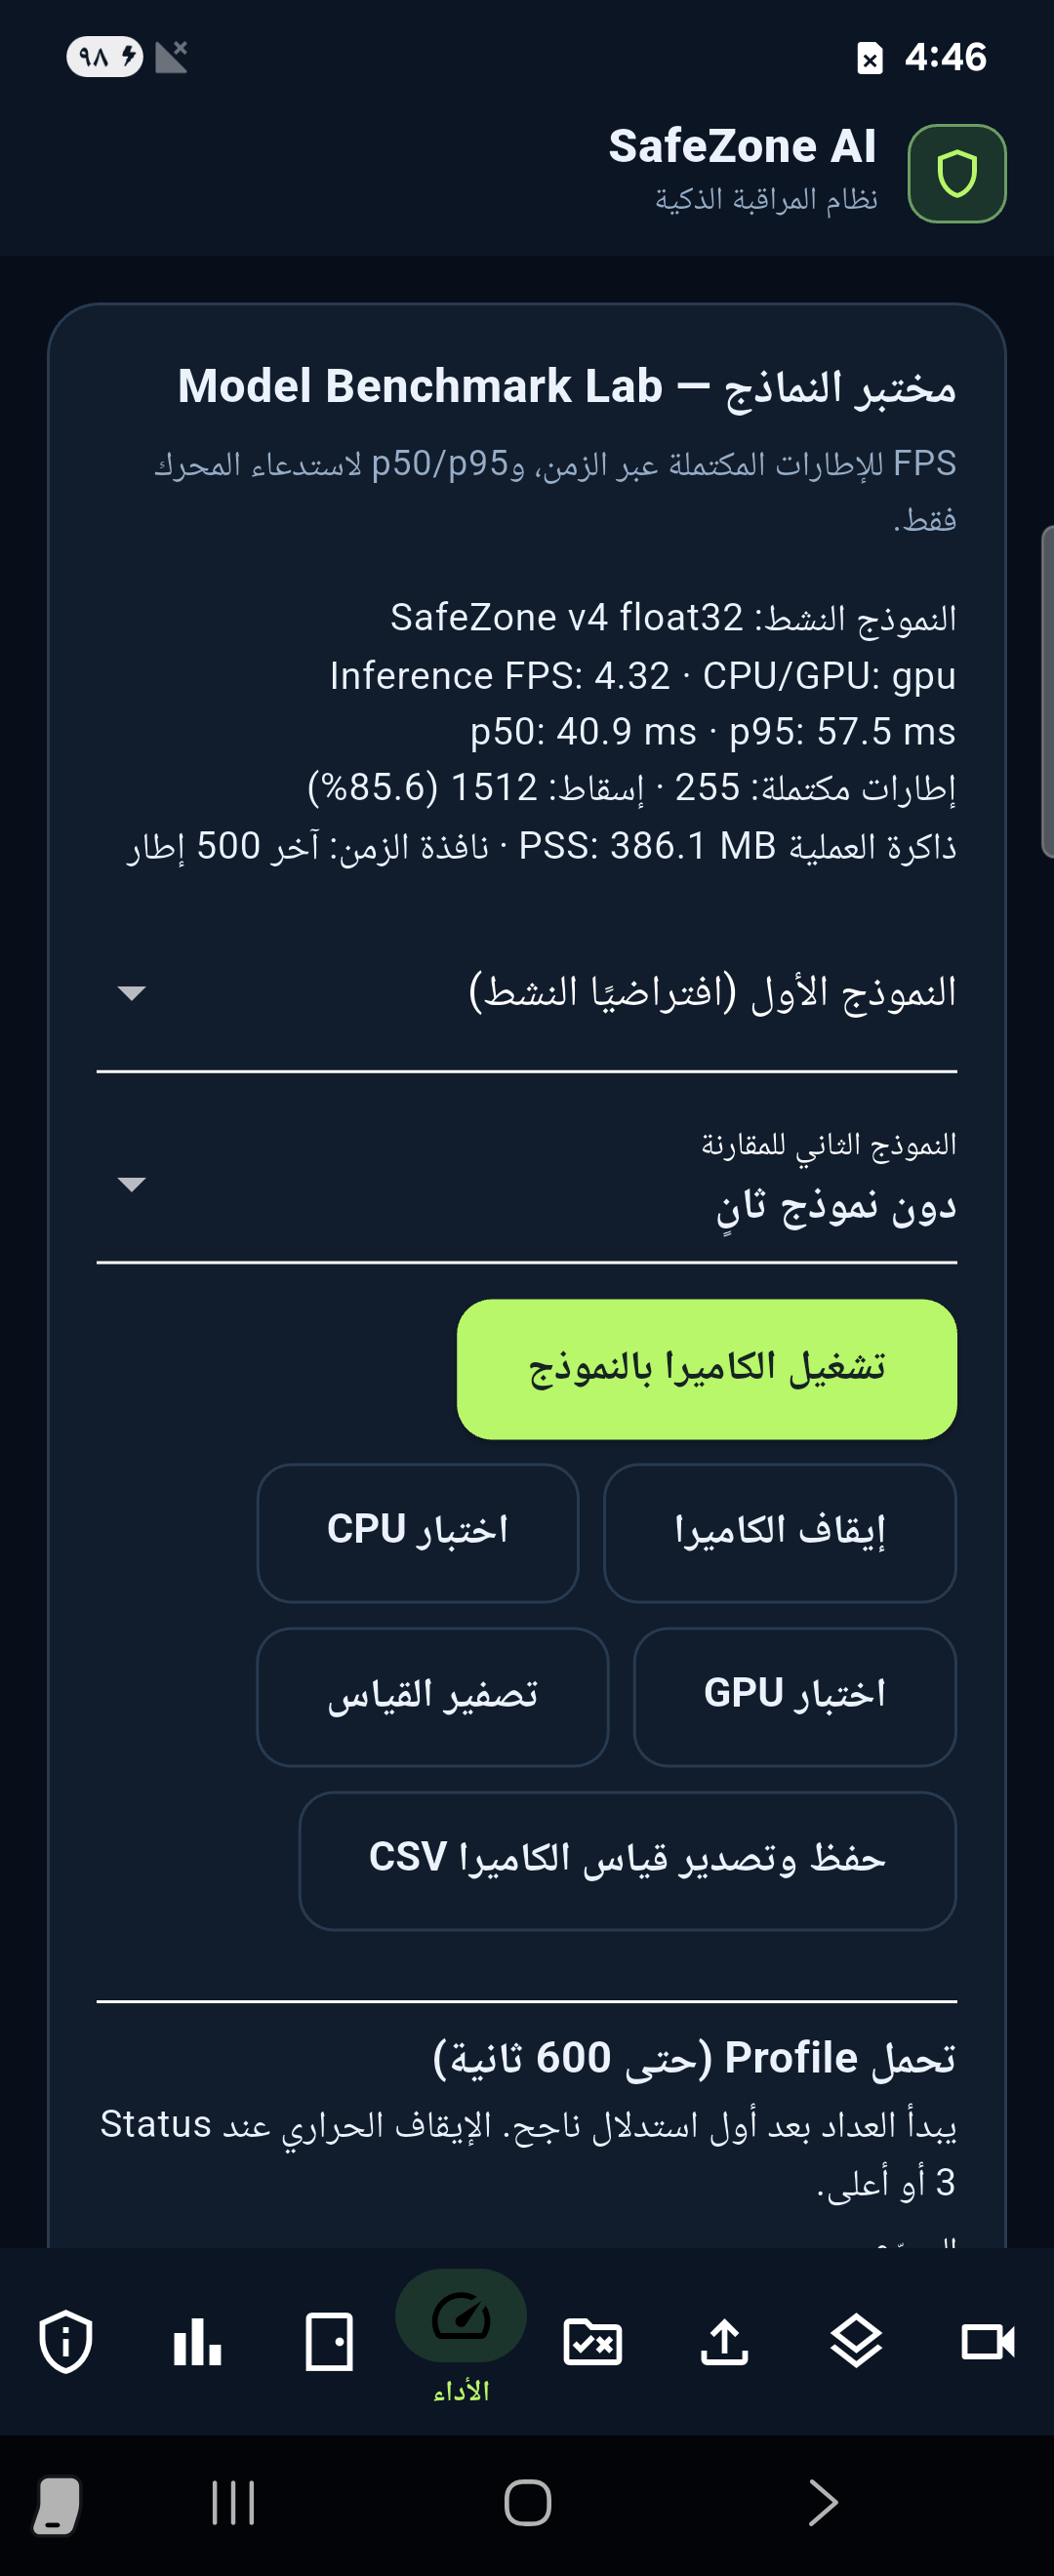 4:46
٩٨
SafeZone AI
نظام المراقبة الذكية
مختبر النماذج — Model Benchmark Lab
FPS للإطارات المكتملة عبر الزمن، وp50/p95 لاستدعاء المحرك
فقط.
النموذج النشط: SafeZone v4 float32
Inference FPS: 4.32 · CPU/GPU: gpu
p50: 40.9 ms · p95: 57.5 ms
إطارات مكتملة: 255 · إسقاط: 1512 (85.6%)
ذاكرة العملية PSS: 386.1 MB · نافذة الزمن: آخر 500 إطار
النموذج الأول (افتراضيًا النشط)
النموذج الثاني للمقارنة
دون نموذج ثانٍ
تشغيل الكاميرا بالنموذج
إيقاف الكاميرا
اختبار CPU
اختبار GPU
تصفير القياس
حفظ وتصدير قياس الكاميرا CSV
تحمل Profile (حتى 600 ثانية)
يبدأ العداد بعد أول استدلال ناجح. الإيقاف الحراري عند Status
3 أو أعلى.
الأداء